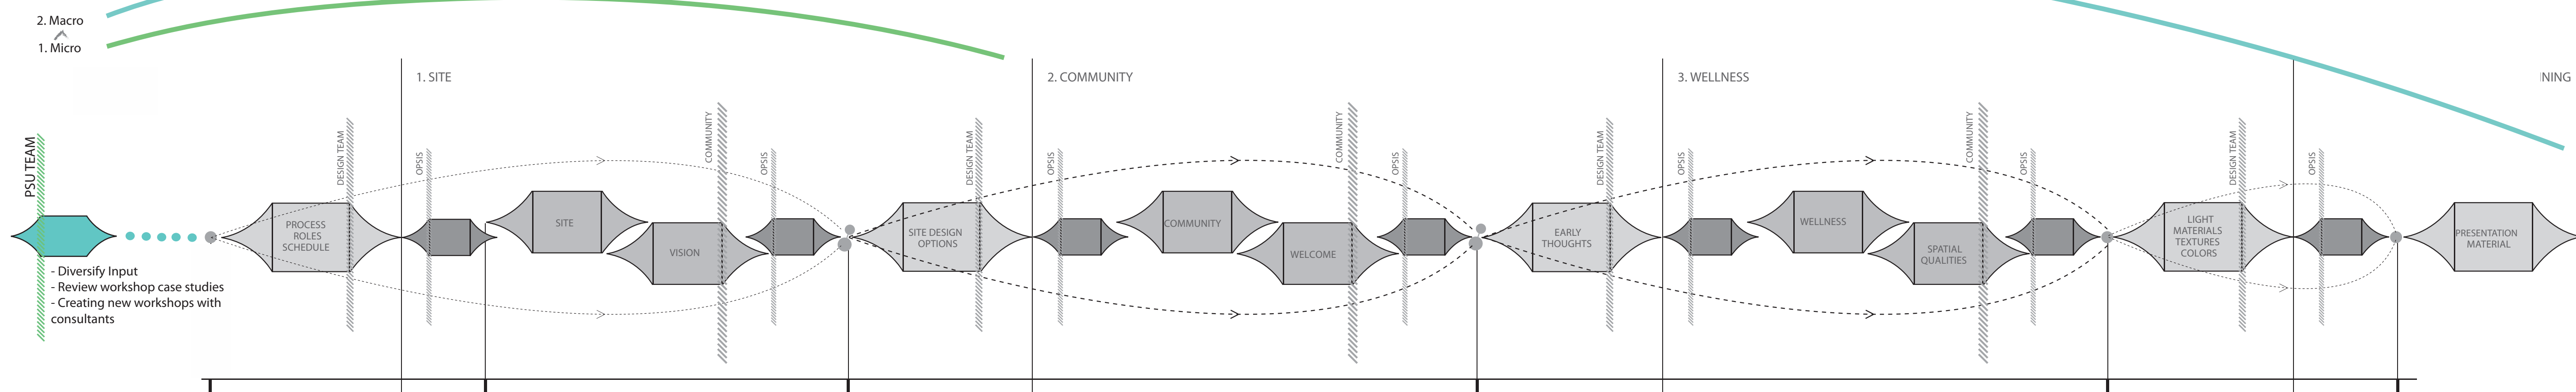 2. Macro
1. Micro
1. SITE
2. COMMUNITY
3. WELLNESS
NING
PSU TEAM
- Diversify Input
- Review workshop case studies
- Creating new workshops with
consultants
DESIGN TEAM
PROCESS
ROLES
SCHEDULE
OPSIS
SITE
VISION
COMMUNITY
OPSIS
DESIGN TEAM
SITE DESIGN
OPTIONS
OPSIS
COMMUNITY
WELCOME
COMMUNITY
OPSIS
DESIGN TEAM
EARLY
THOUGHTS
OPSIS
WELLNESS
SPATIAL
QUALITIES
COMMUNITY
OPSIS
DESIGN TEAM
LIGHT
MATERIALS
TEXTURES
COLORS
OPSIS
PRESENTATION
MATERIAL